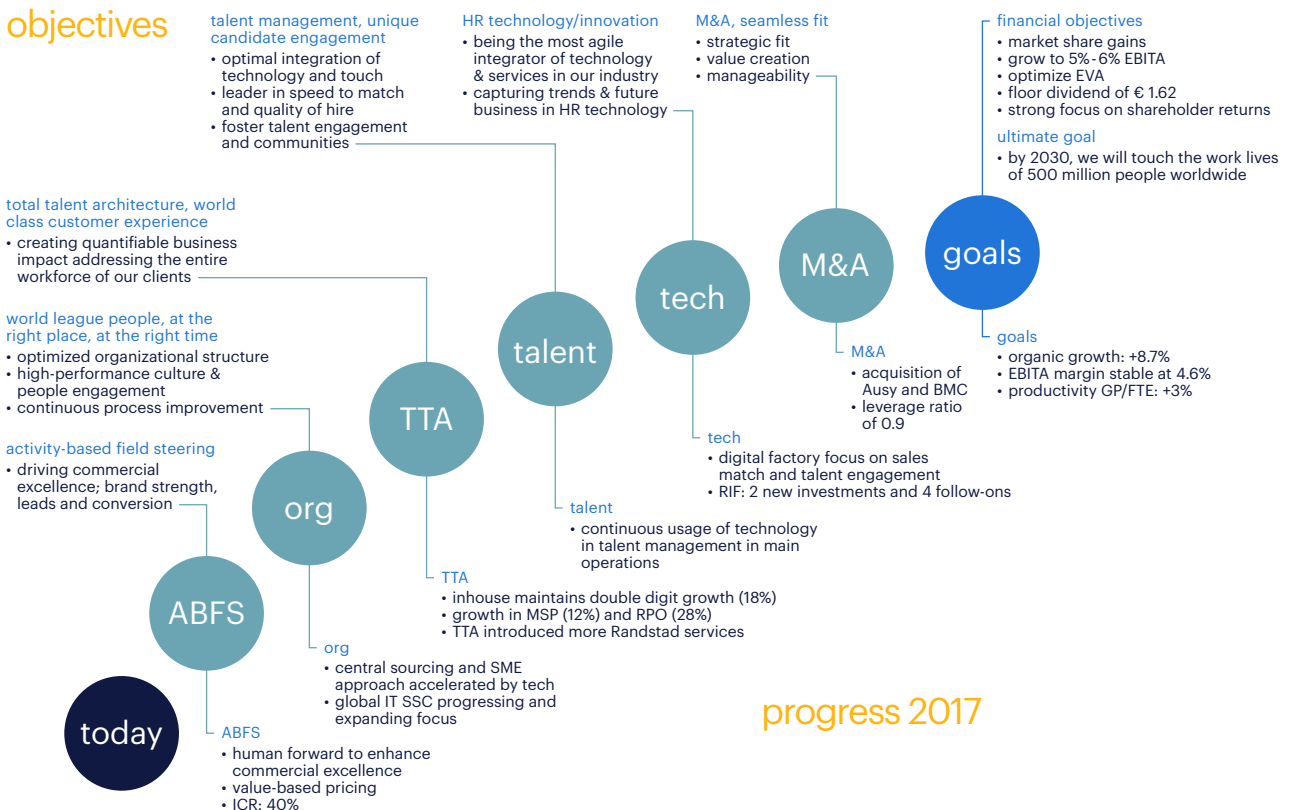 objectives
talent management, unique
candidate engagement
• optimal integration of
technology and touch
• leader in speed to match
and quality of hire
• foster talent engagement
and communities
HR technology/innovation
• being the most agile
integrator of technology
& services in our industry
• capturing trends & future
business in HR technology
M&A, seamless fit
• strategic fit
• value creation
• manageability
financial objectives
• market share gains
• grow to 5%-6% EBITA
• optimize EVA
• floor dividend of € 1.62
• strong focus on shareholder returns
ultimate goal
• by 2030, we will touch the work lives
of 500 million people worldwide
total talent architecture, world
class customer experience
• creating quantifiable business
impact addressing the entire
workforce of our clients
world league people, at the
right place, at the right time
• optimized organizational structure
• high-performance culture &
people engagement
• continuous process improvement
activity-based field steering
• driving commercial
excellence; brand strength,
leads and conversion
today
ABFS
org
TTA
talent
tech
M&A
goals
goals
• organic growth: +8.7%
• EBITA margin stable at 4.6%
• productivity GP/FTE: +3%
M&A
• acquisition of
Ausy and BMC
• leverage ratio
of 0.9
tech
• digital factory focus on sales
match and talent engagement
• RIF: 2 new investments and 4 follow-ons
talent
• continuous usage of technology
in talent management in main
operations
TTA
• inhouse maintains double digit growth (18%)
• growth in MSP (12%) and RPO (28%)
• TTA introduced more Randstad services
org
• central sourcing and SME
approach accelerated by tech
• global IT SSC progressing and
expanding focus
ABFS
• human forward to enhance
commercial excellence
• value-based pricing
• ICR: 40%
progress 2017